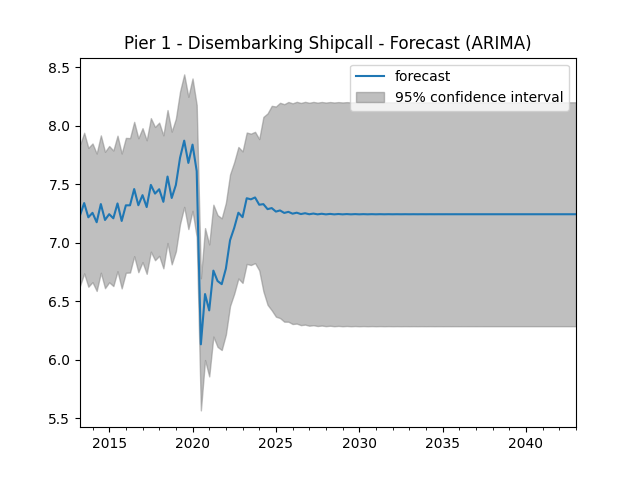 Pier 1 - Disembarking Shipcall - Forecast (ARIMA)
forecast
95% confidence interval
8.5
8.0
7.5
7.0
6.5
6.0
5.5
2015 2020 2025 2030 2035 2040